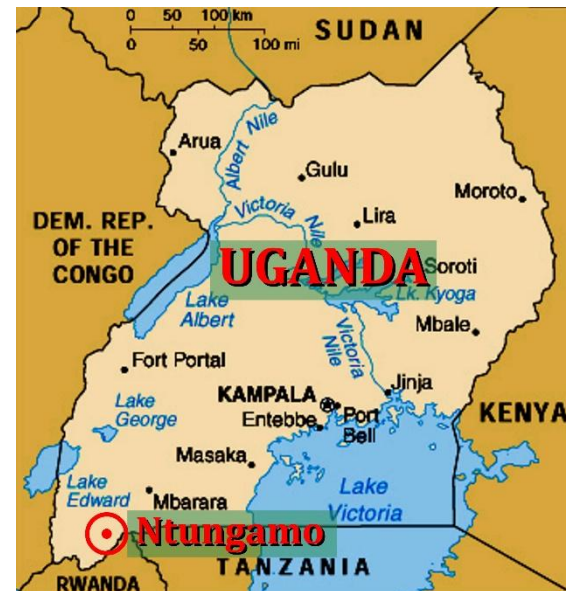 0 50 100 km
0 50 100 mi
SUDAN
Arua
Albert Nile
Gulu
Moroto
Victoria Nile
Lira
DEM. REP.
OF THE
CONGO
UGANDA
Soroti
Lk. Kyoga
Lake
Albert
Victoria
Nile
Mbale
Fort Portal
Jinja
KAMPALA
Lake
George
Entebbe
Port
Bell
KENYA
Masaka
Lake
Edward
Lake
Victoria
Mbarara
Ntungamo
TANZANIA
RWANDA